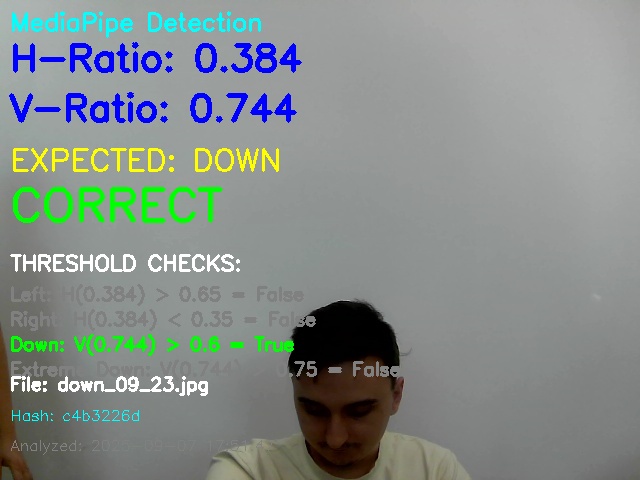 MediaPipe Detection
H-Ratio: 0.384
V-Ratio: 0.744
EXPECTED: DOWN
CORRECT
THRESHOLD CHECKS:
Left: H(0.384) > 0.65 = False
Right: H(0.384) < 0.35 = False
Down: V(0.744) > 0.6 = True
Extreme Down: V(0.744) > 0.75 = False
File: down_09_23.jpg
Hash: c4b3226d
Analyzed: